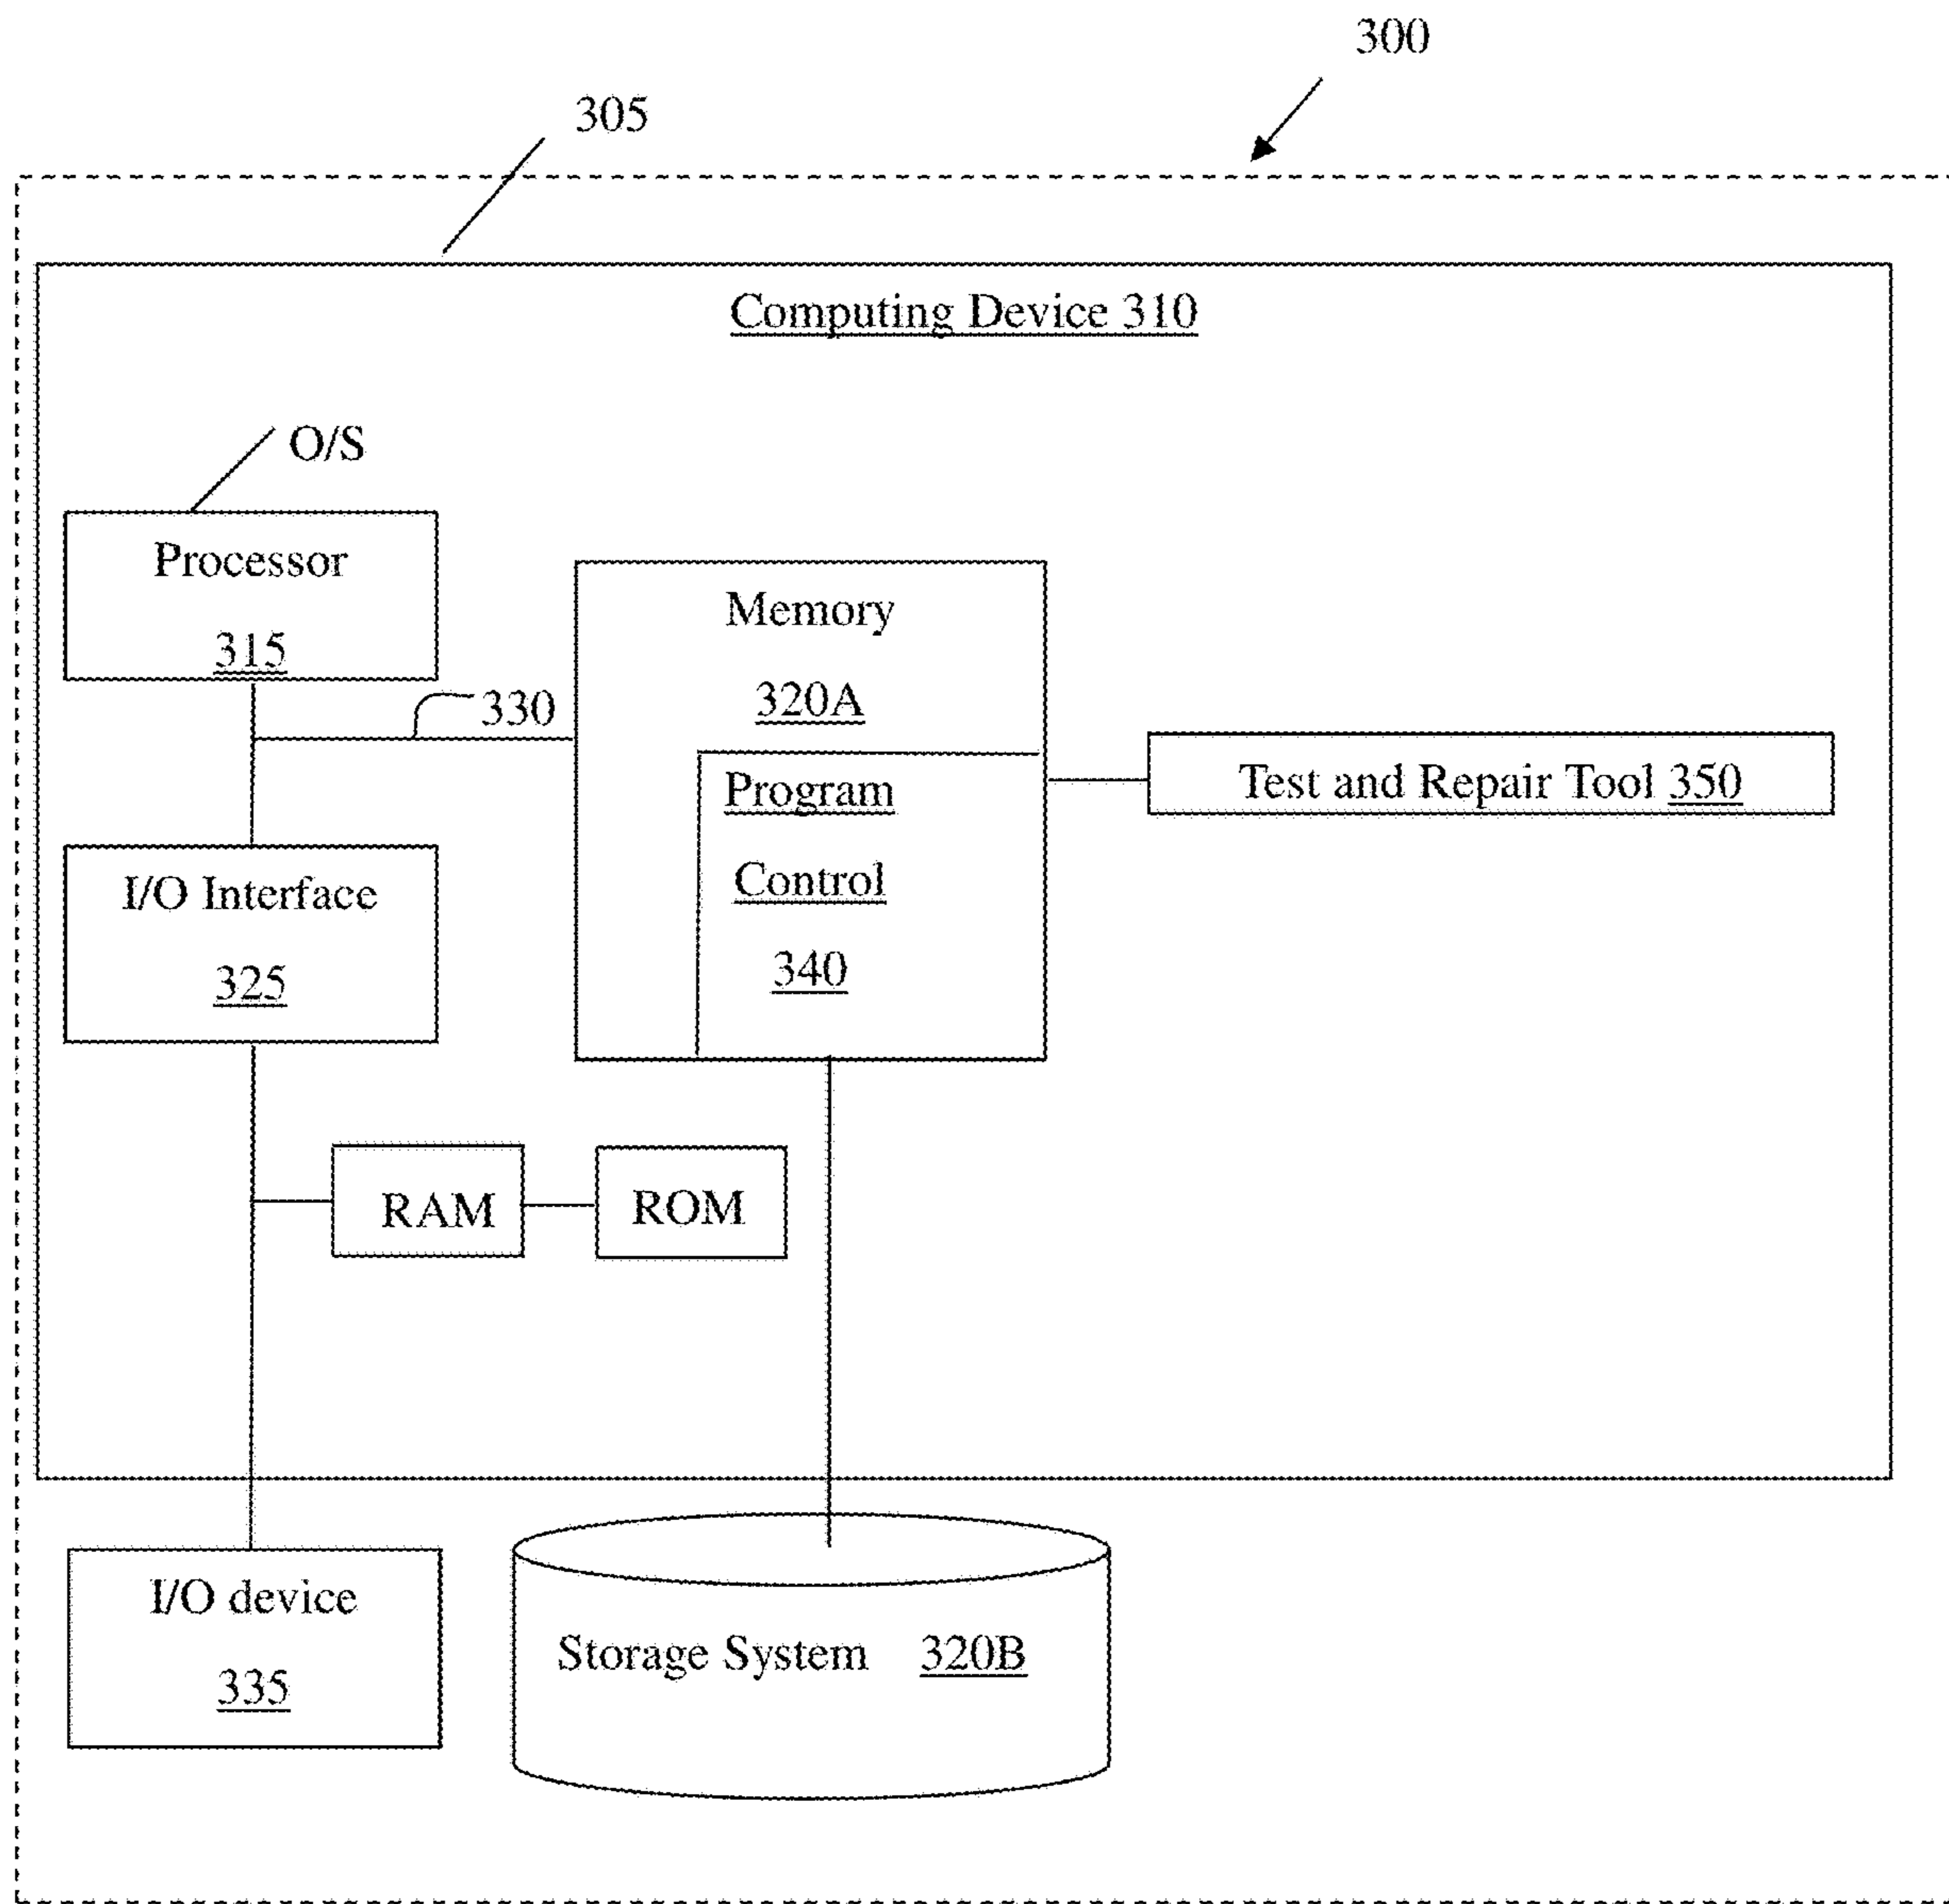 300
305
Computing Device 310
O/S
Processor
315
330
Memory
320A
Program
Control
340
Test and Repair Tool 350
I/O Interface
325
RAM
ROM
I/O device
335
Storage System 320B